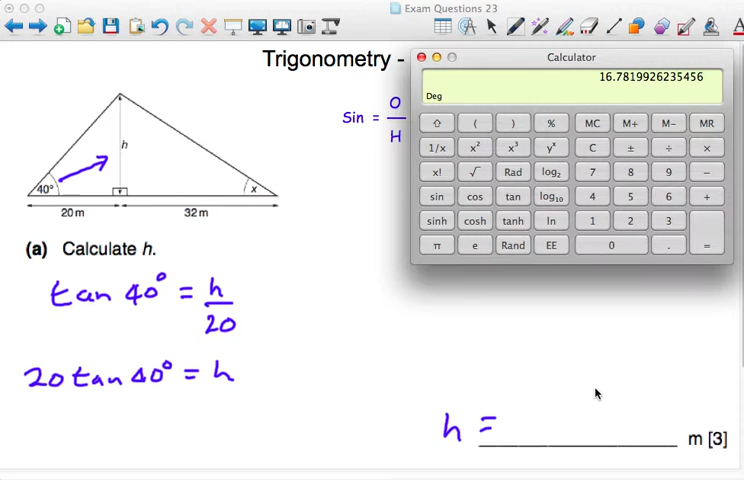 Exam Questions 23
Trigonometry -
Calculator
16.7819926235456
Deg
( ) % MC M+ M− MR
1/x x² x³ yˣ C ± ÷ ×
x! √ Rad log₂ 7 8 9 −
sin cos tan log₁₀ 4 5 6 +
sinh cosh tanh ln 1 2 3
π e Rand EE 0 . =
Sin = O
H
h
40°
x
20 m 32 m
(a) Calculate h.
tan 40° = h
20
20 tan 40° = h
h = m [3]